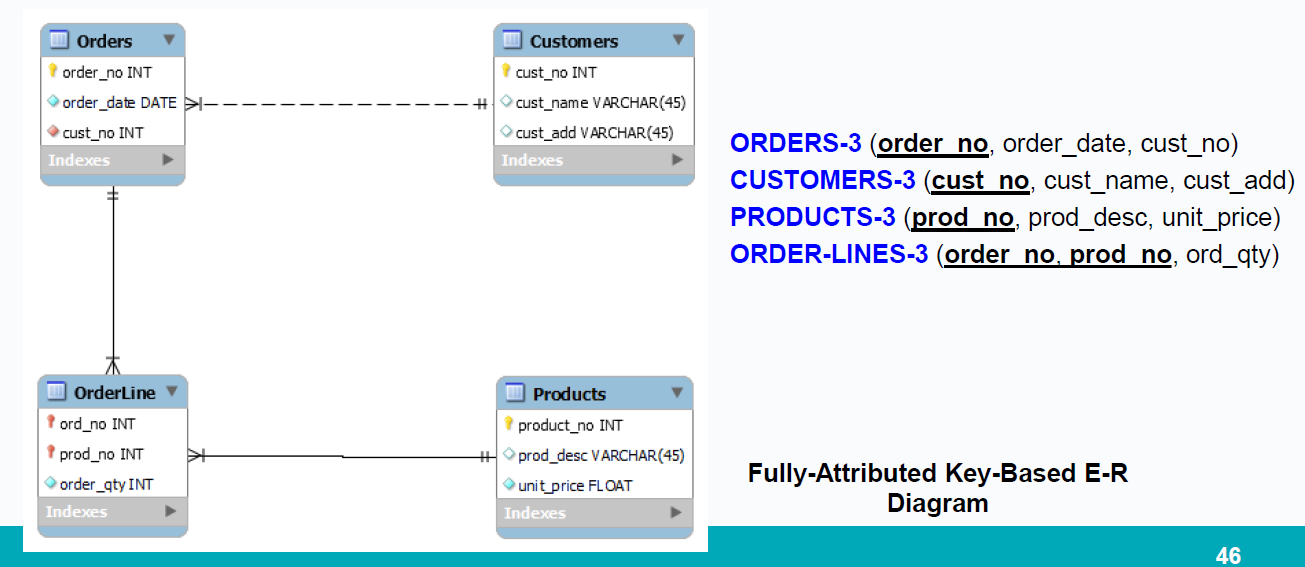 Orders
order_no INT
order_date DATE
cust_no INT
Indexes
Customers
cust_no INT
cust_name VARCHAR(45)
cust_add VARCHAR(45)
Indexes
OrderLine
ord_no INT
prod_no INT
order_qty INT
Indexes
Products
product_no INT
prod_desc VARCHAR(45)
unit_price FLOAT
Indexes
ORDERS-3 (order_no, order_date, cust_no)
CUSTOMERS-3 (cust_no, cust_name, cust_add)
PRODUCTS-3 (prod_no, prod_desc, unit_price)
ORDER-LINES-3 (order_no, prod_no, ord_qty)
Fully-Attributed Key-Based E-R
Diagram
46